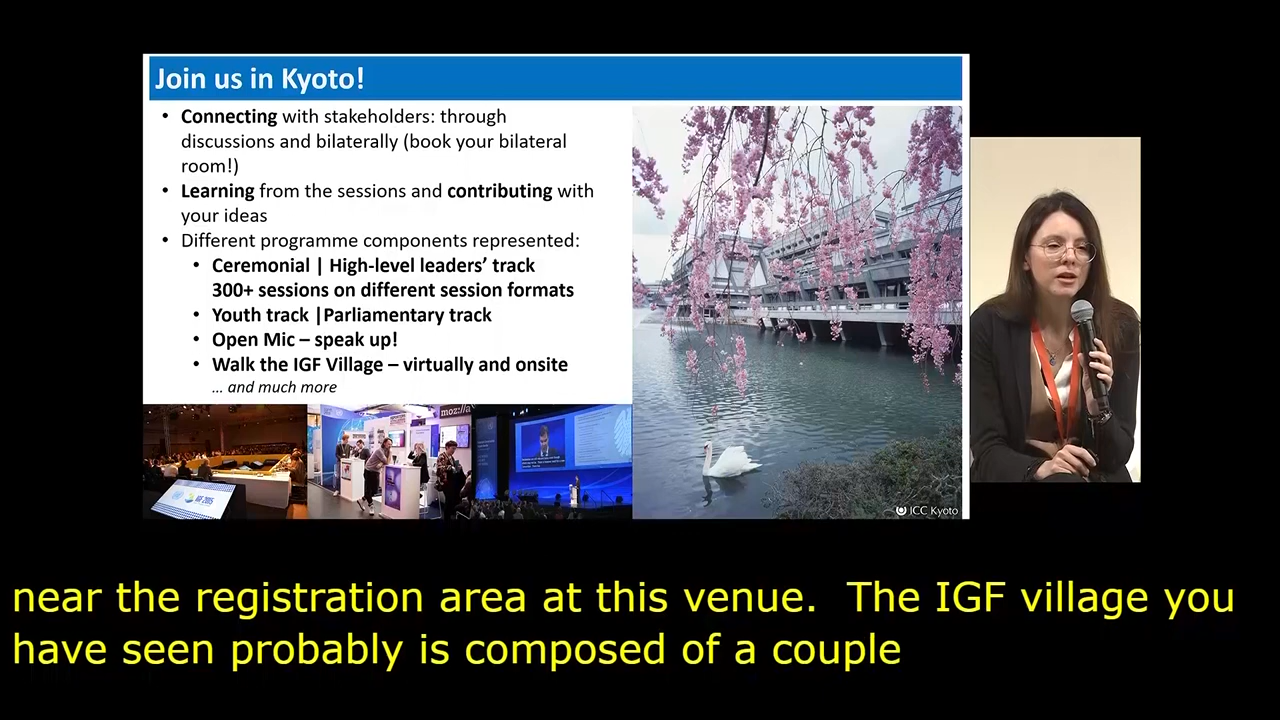 Join us in Kyoto!
• Connecting with stakeholders: through
discussions and bilaterally (book your bilateral
room!)
• Learning from the sessions and contributing with
your ideas
• Different programme components represented:
• Ceremonial | High-level leaders’ track
300+ sessions on different session formats
• Youth track |Parliamentary track
• Open Mic – speak up!
• Walk the IGF Village – virtually and onsite
… and much more
moz://a
IGF 2015
ICC Kyoto
near the registration area at this venue.  The IGF village you
have seen probably is composed of a couple